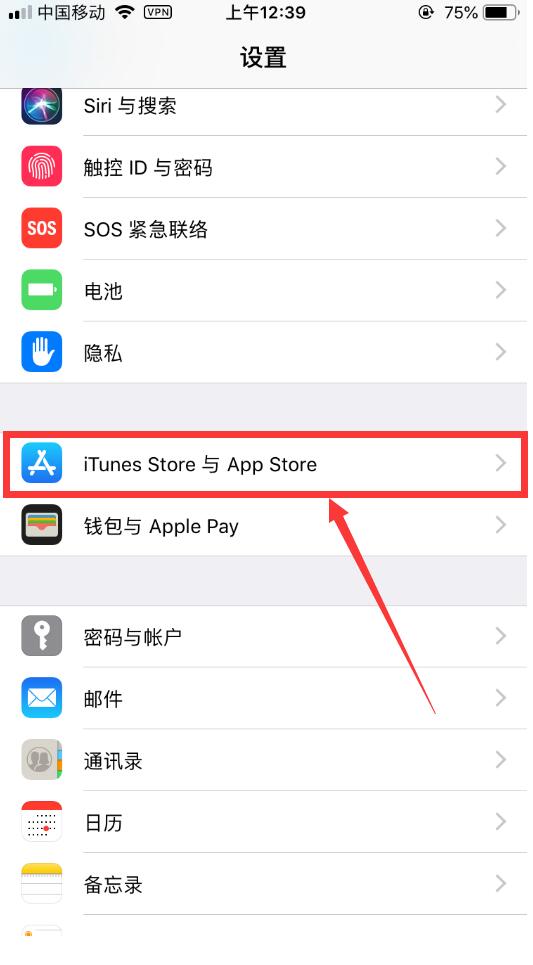 中国移动 VPN 上午12:39 75%
设置
Siri 与搜索
触控 ID 与密码
SOS SOS 紧急联络
电池
隐私
iTunes Store 与 App Store
钱包与 Apple Pay
密码与帐户
邮件
通讯录
日历
备忘录